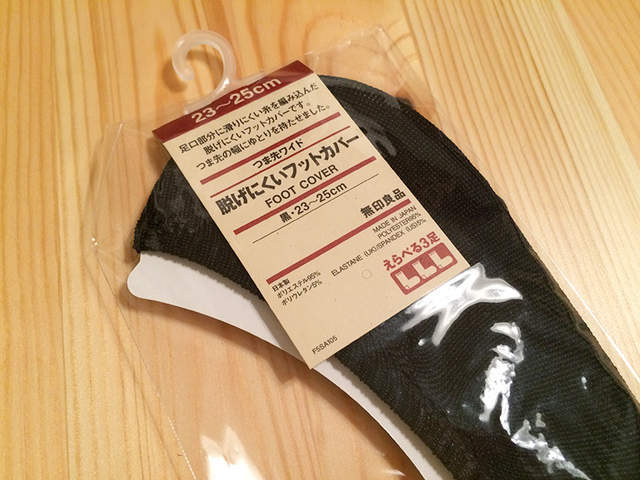 23～25cm
足口部分に滑りにくい糸を編み込んだ
脱げにくいフットカバーです。
つま先の幅にゆとりを持たせました。
つま先ワイド
脱げにくいフットカバー
FOOT COVER
黒・23～25cm
無印良品
MADE IN JAPAN
POLYESTER95%
ELASTANE (UK)/SPANDEX (US)5%
日本製
ポリエステル95%
ポリウレタン5%
えらべる3足
F5SA105